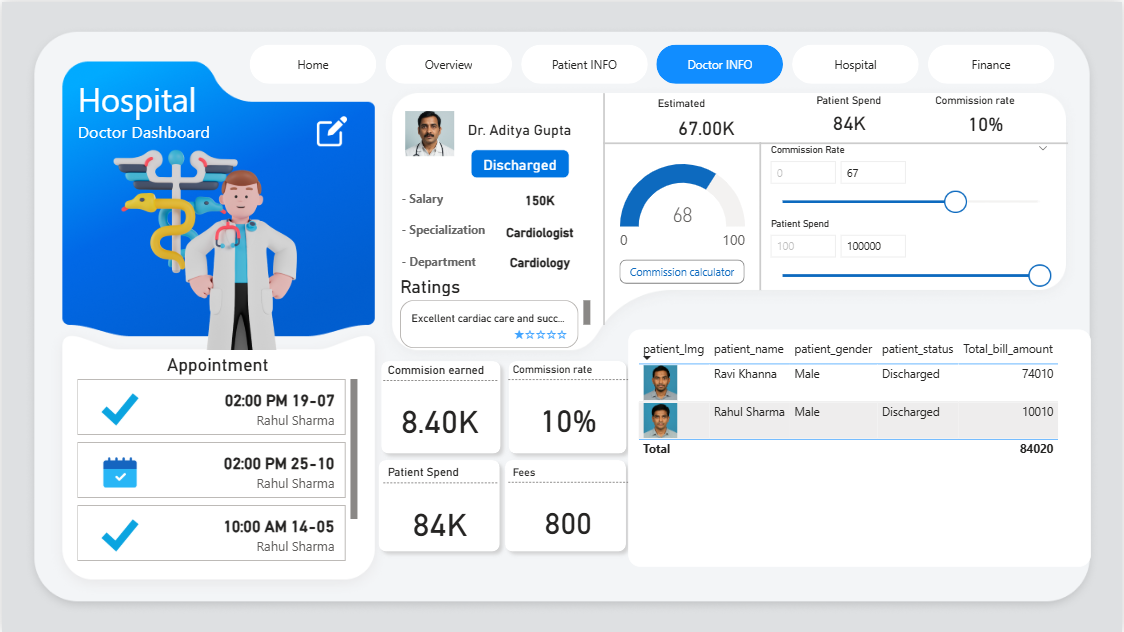 Home
Overview
Patient INFO
Doctor INFO
Hospital
Finance
Hospital
Doctor Dashboard
Dr. Aditya Gupta
Discharged
- Salary 150K
- Specialization Cardiologist
- Department Cardiology
Ratings
Excellent cardiac care and succ...
Estimated
67.00K
Patient Spend
84K
Commission rate
10%
68
0 100
Commission calculator
Commission Rate
0 67
Patient Spend
100 100000
Appointment
02:00 PM 19-07
Rahul Sharma
02:00 PM 25-10
Rahul Sharma
10:00 AM 14-05
Rahul Sharma
Commision earned
8.40K
Commission rate
10%
Patient Spend
84K
Fees
800
patient_Img patient_name patient_gender patient_status Total_bill_amount
Ravi Khanna Male Discharged 74010
Rahul Sharma Male Discharged 10010
Total 84020